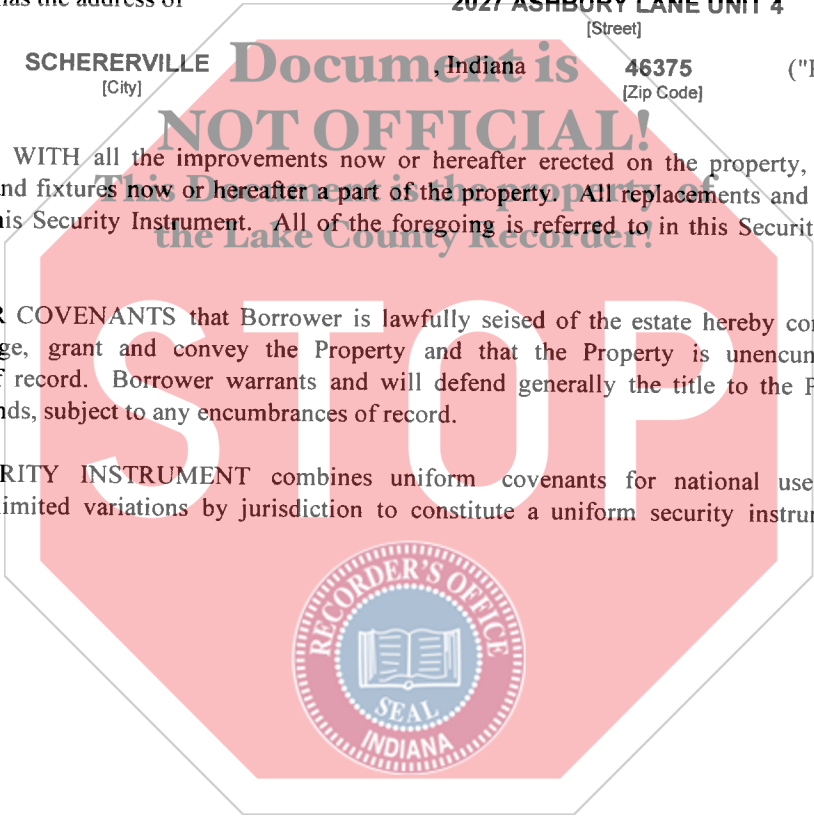 has the address of 2027 ASHBURY LANE UNIT 4
[Street]
SCHERERVILLE , Indiana 46375 ("P
[City] [Zip Code]
Document is
NOT OFFICIAL!
This Document is the property of
the Lake County Recorder!
WITH all the improvements now or hereafter erected on the property,
nd fixtures now or hereafter a part of the property. All replacements and
his Security Instrument. All of the foregoing is referred to in this Securit
R COVENANTS that Borrower is lawfully seised of the estate hereby co
ge, grant and convey the Property and that the Property is unencu
f record. Borrower warrants and will defend generally the title to the P
nds, subject to any encumbrances of record.
STOP
RITY INSTRUMENT combines uniform covenants for national use
limited variations by jurisdiction to constitute a uniform security instru
RECORDER'S OFFICE
SEAL
INDIANA